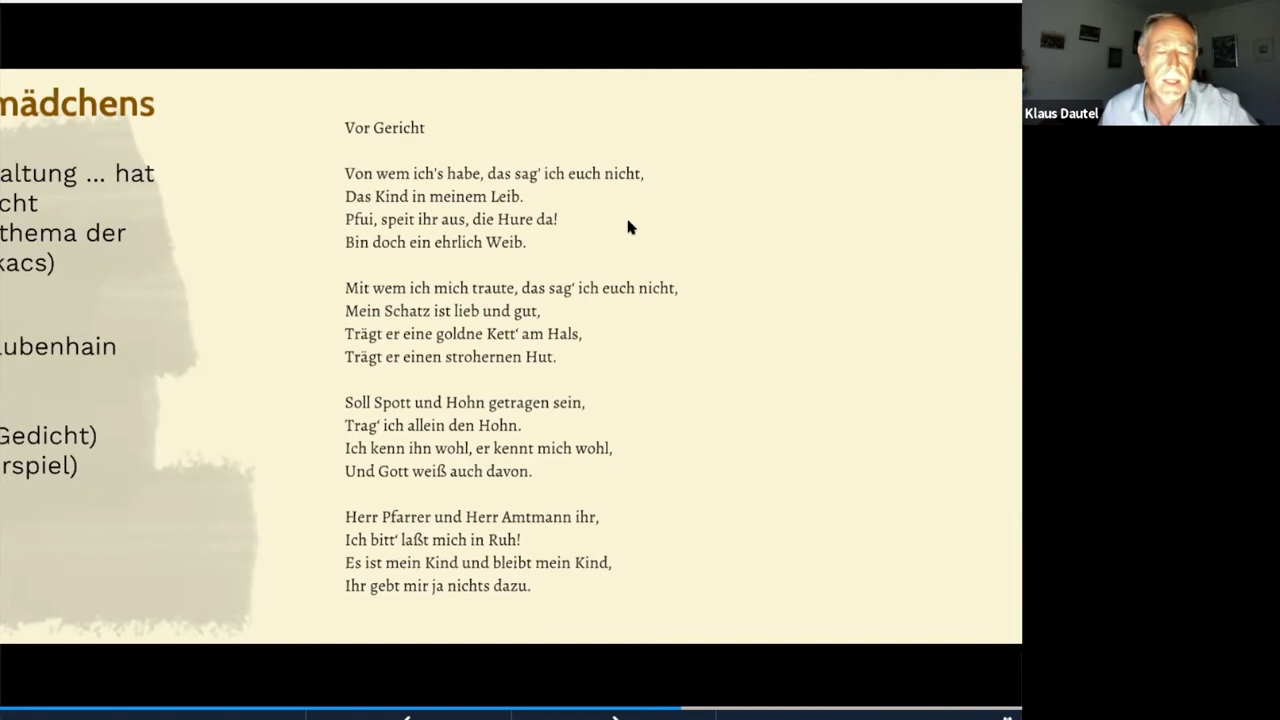 mädchens
altung ... hat
cht
thema der
kacs)
ubenhain
Gedicht)
rspiel)
Vor Gericht
Von wem ich's habe, das sag' ich euch nicht,
Das Kind in meinem Leib.
Pfui, speit ihr aus, die Hure da!
Bin doch ein ehrlich Weib.
Mit wem ich mich traute, das sag‘ ich euch nicht,
Mein Schatz ist lieb und gut,
Trägt er eine goldne Kett‘ am Hals,
Trägt er einen strohernen Hut.
Soll Spott und Hohn getragen sein,
Trag‘ ich allein den Hohn.
Ich kenn ihn wohl, er kennt mich wohl,
Und Gott weiß auch davon.
Herr Pfarrer und Herr Amtmann ihr,
Ich bitt‘ laßt mich in Ruh!
Es ist mein Kind und bleibt mein Kind,
Ihr gebt mir ja nichts dazu.
Klaus Dautel